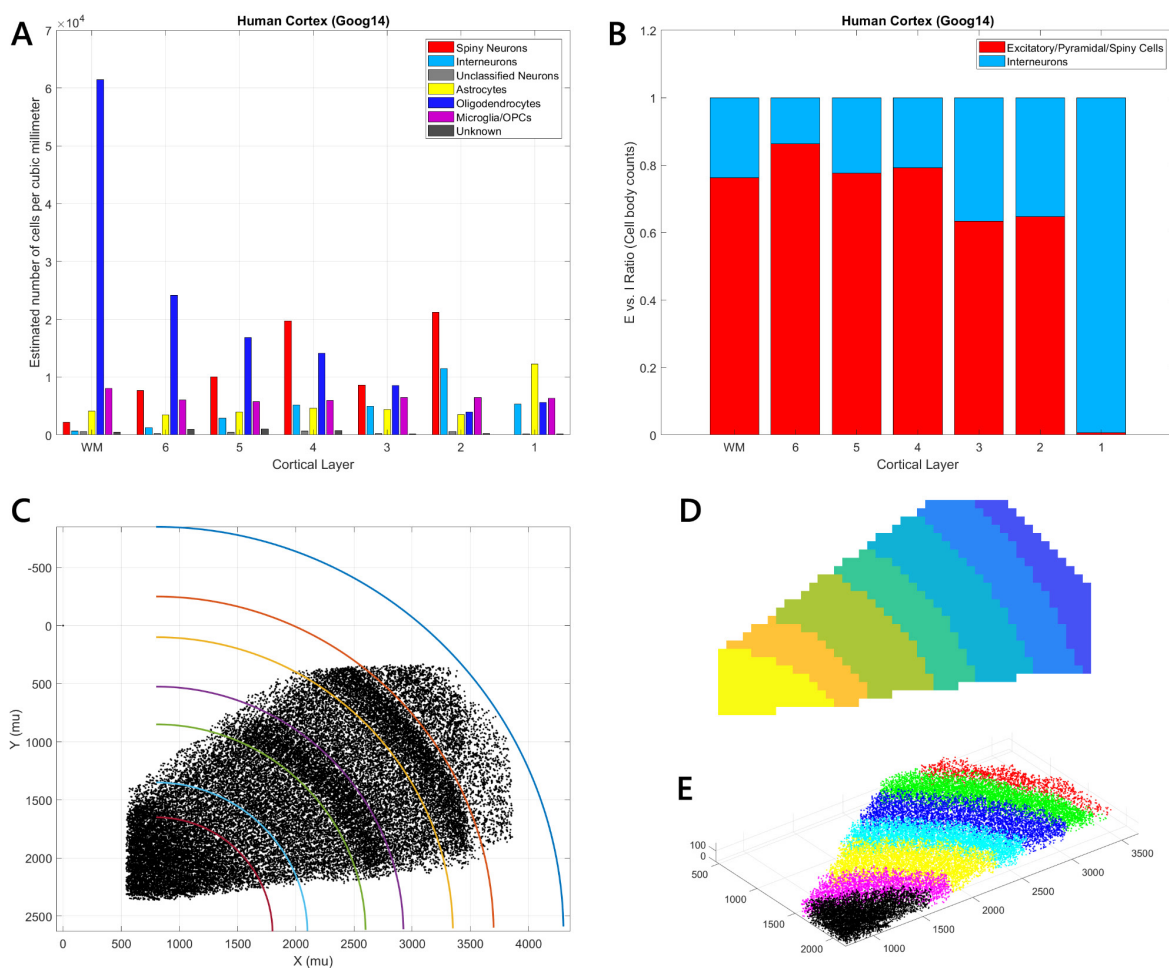 A
Human Cortex (Goog14)
×10⁴
7
6
5
4
3
2
1
0
Estimated number of cells per cubic millimeter
Spiny Neurons
Interneurons
Unclassified Neurons
Astrocytes
Oligodendrocytes
Microglia/OPCs
Unknown
WM 6 5 4 3 2 1
Cortical Layer
B
Human Cortex (Goog14)
1.2
1
0.8
0.6
0.4
0.2
0
E vs. I Ratio (Cell body counts)
Excitatory/Pyramidal/Spiny Cells
Interneurons
WM 6 5 4 3 2 1
Cortical Layer
C
-500
0
500
1000
1500
2000
2500
Y (mu)
0 500 1000 1500 2000 2500 3000 3500 4000
X (mu)
D
E
100
0
500
1000
1500
2000
1000
1500
2000
2500
3000
3500